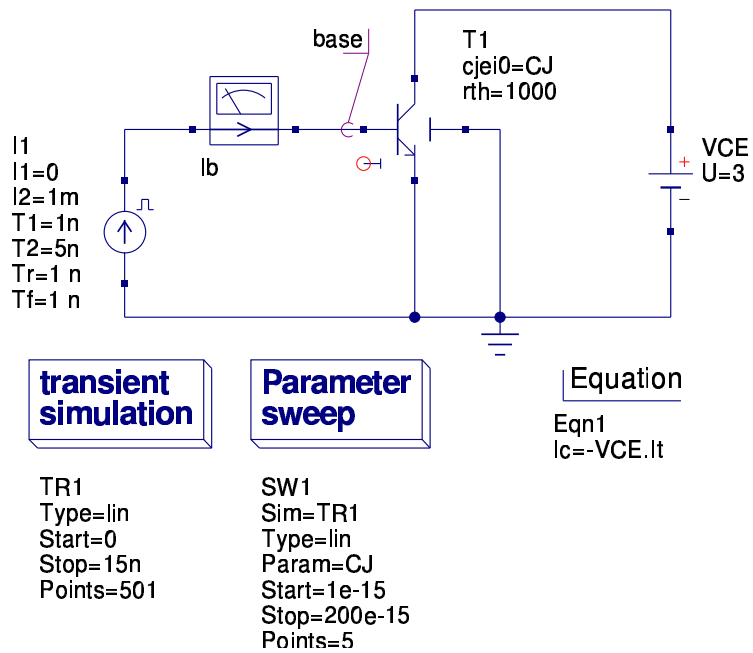 base
T1
cjei0=CJ
rth=1000
I1
I1=0
I2=1m
T1=1n
T2=5n
Tr=1 n
Tf=1 n
Ib
VCE
U=3
transient
simulation
Parameter
sweep
Equation
Eqn1
Ic=-VCE.It
TR1
Type=lin
Start=0
Stop=15n
Points=501
SW1
Sim=TR1
Type=lin
Param=CJ
Start=1e-15
Stop=200e-15
Points=5